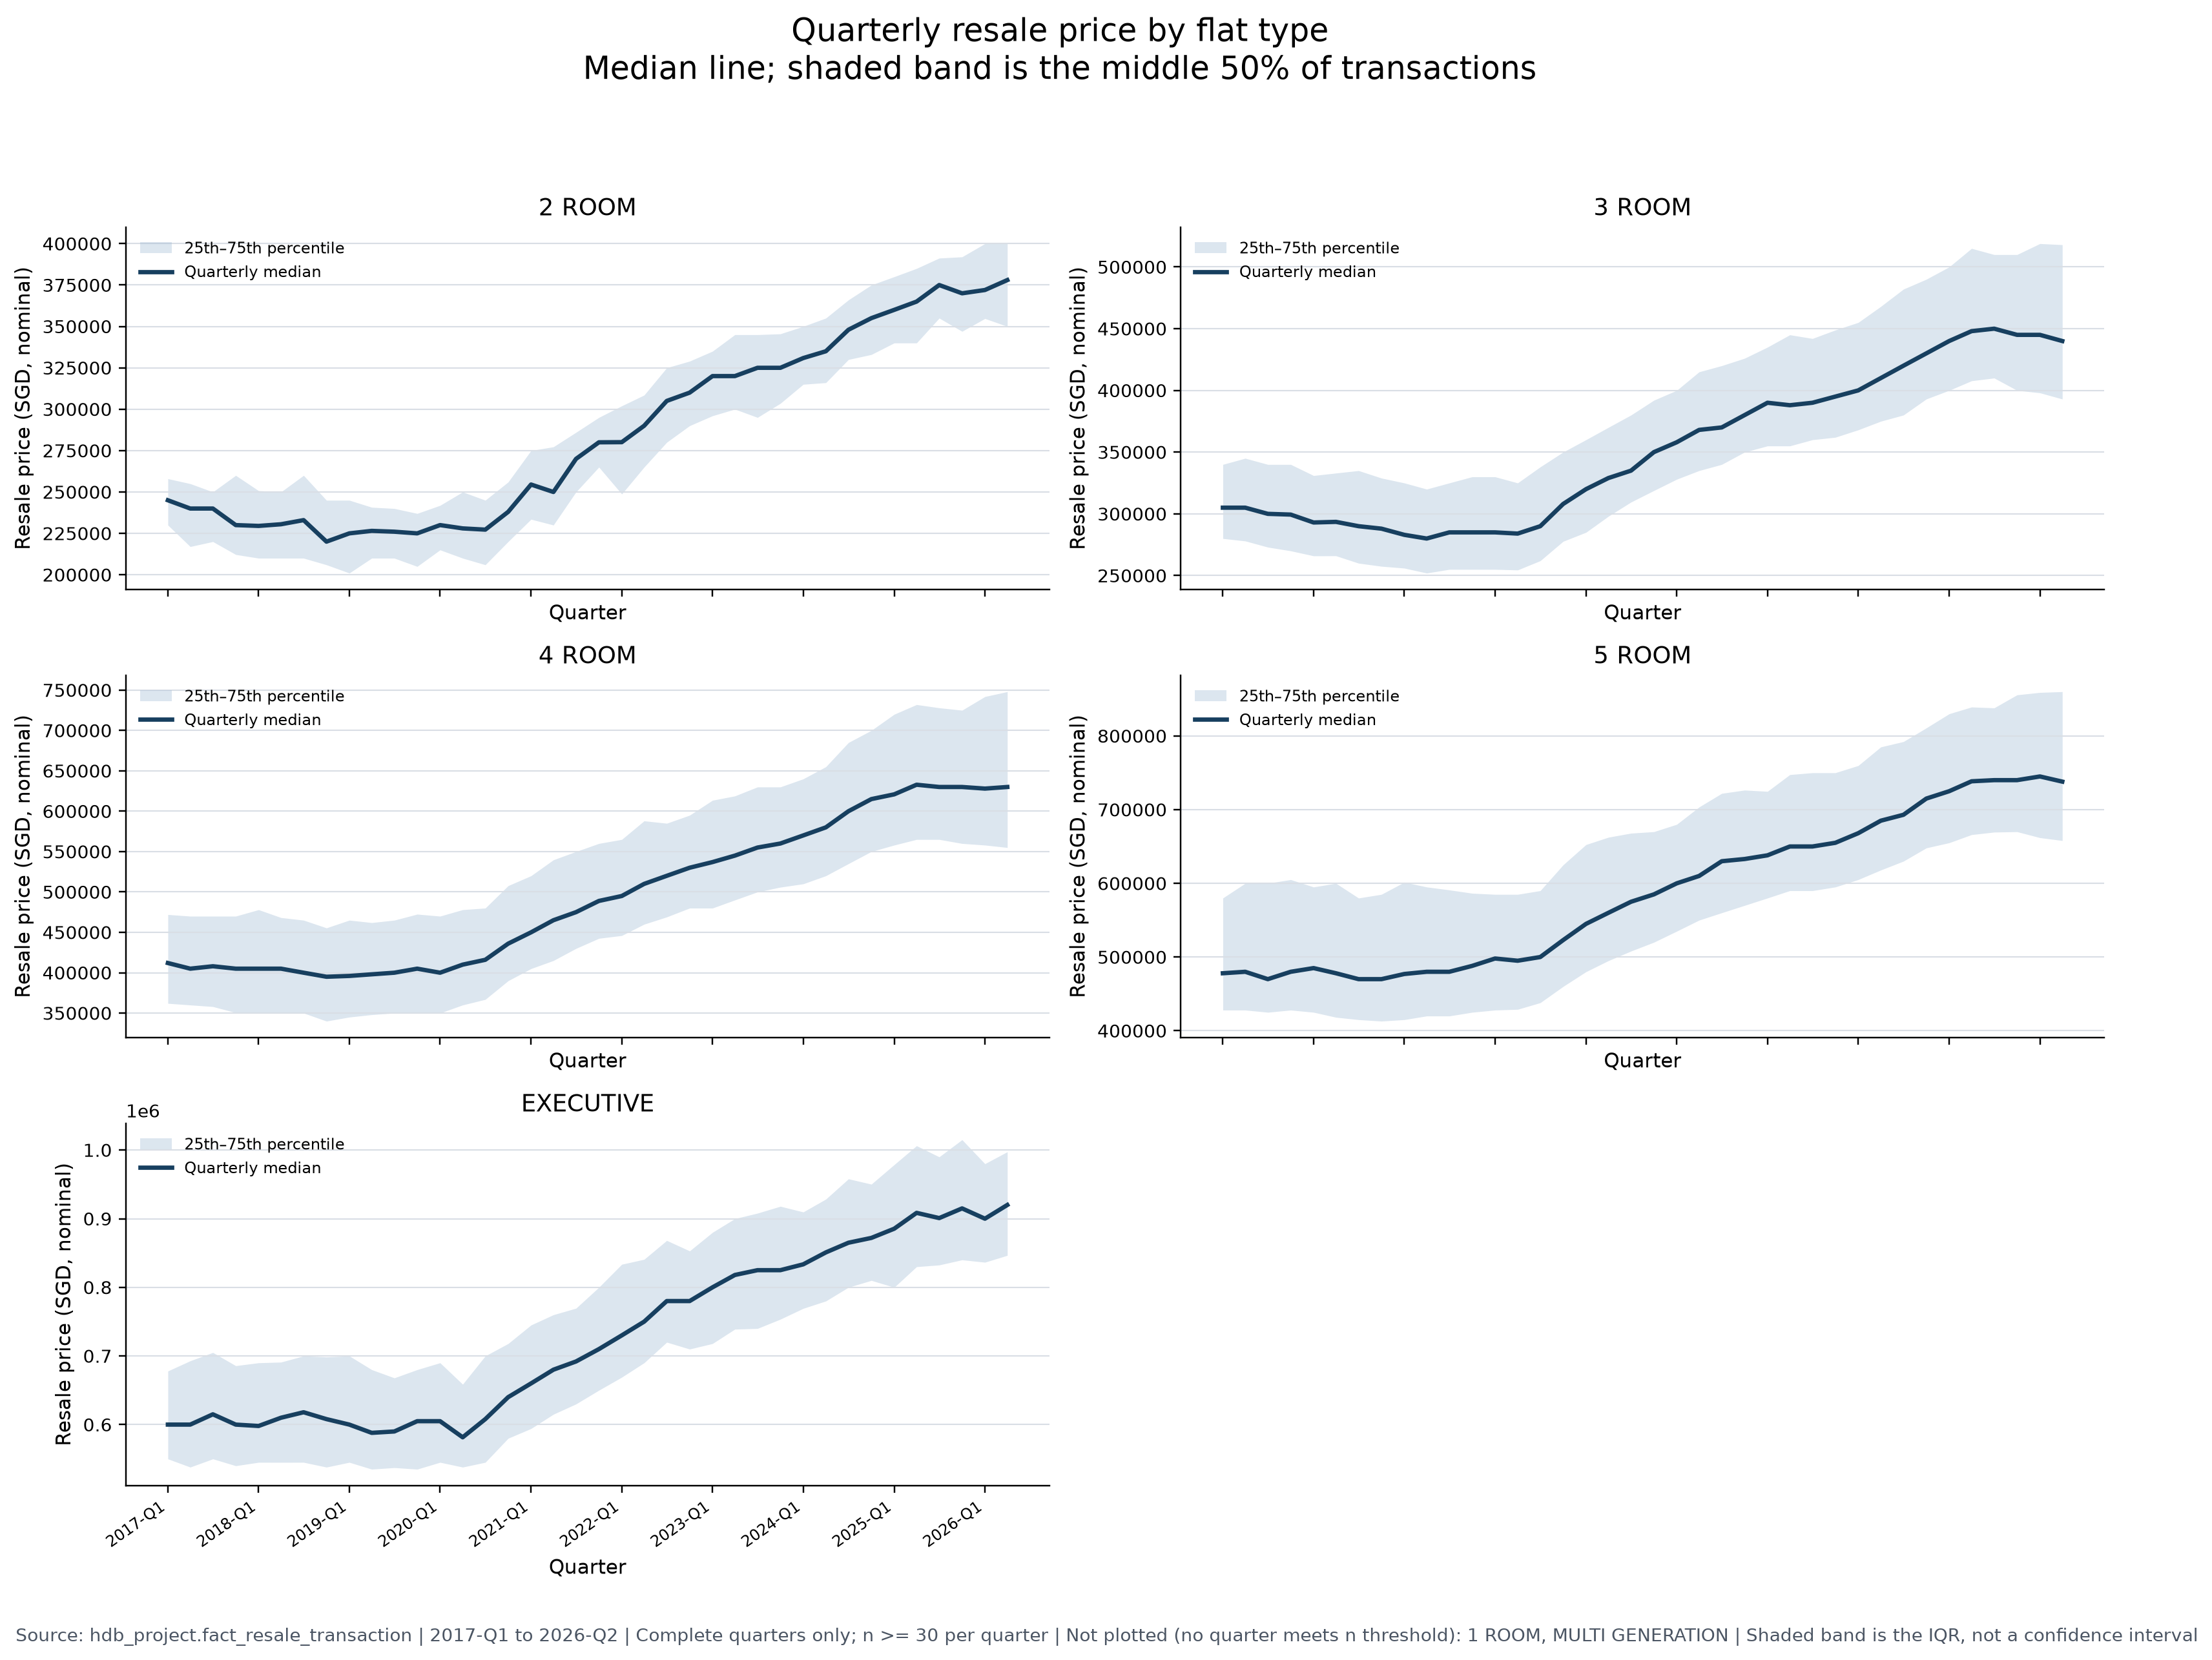 Quarterly resale price by flat type
Median line; shaded band is the middle 50% of transactions
2 ROOM
25th–75th percentile
Quarterly median
Resale price (SGD, nominal)
400000
375000
350000
325000
300000
275000
250000
225000
200000
Quarter
3 ROOM
25th–75th percentile
Quarterly median
Resale price (SGD, nominal)
500000
450000
400000
350000
300000
250000
Quarter
4 ROOM
25th–75th percentile
Quarterly median
Resale price (SGD, nominal)
750000
700000
650000
600000
550000
500000
450000
400000
350000
Quarter
5 ROOM
25th–75th percentile
Quarterly median
Resale price (SGD, nominal)
800000
700000
600000
500000
400000
Quarter
EXECUTIVE
1e6
25th–75th percentile
Quarterly median
Resale price (SGD, nominal)
1.0
0.9
0.8
0.7
0.6
2017-Q1 2018-Q1 2019-Q1 2020-Q1 2021-Q1 2022-Q1 2023-Q1 2024-Q1 2025-Q1 2026-Q1
Quarter
Source: hdb_project.fact_resale_transaction | 2017-Q1 to 2026-Q2 | Complete quarters only; n >= 30 per quarter | Not plotted (no quarter meets n threshold): 1 ROOM, MULTI GENERATION | Shaded band is the IQR, not a confidence interval